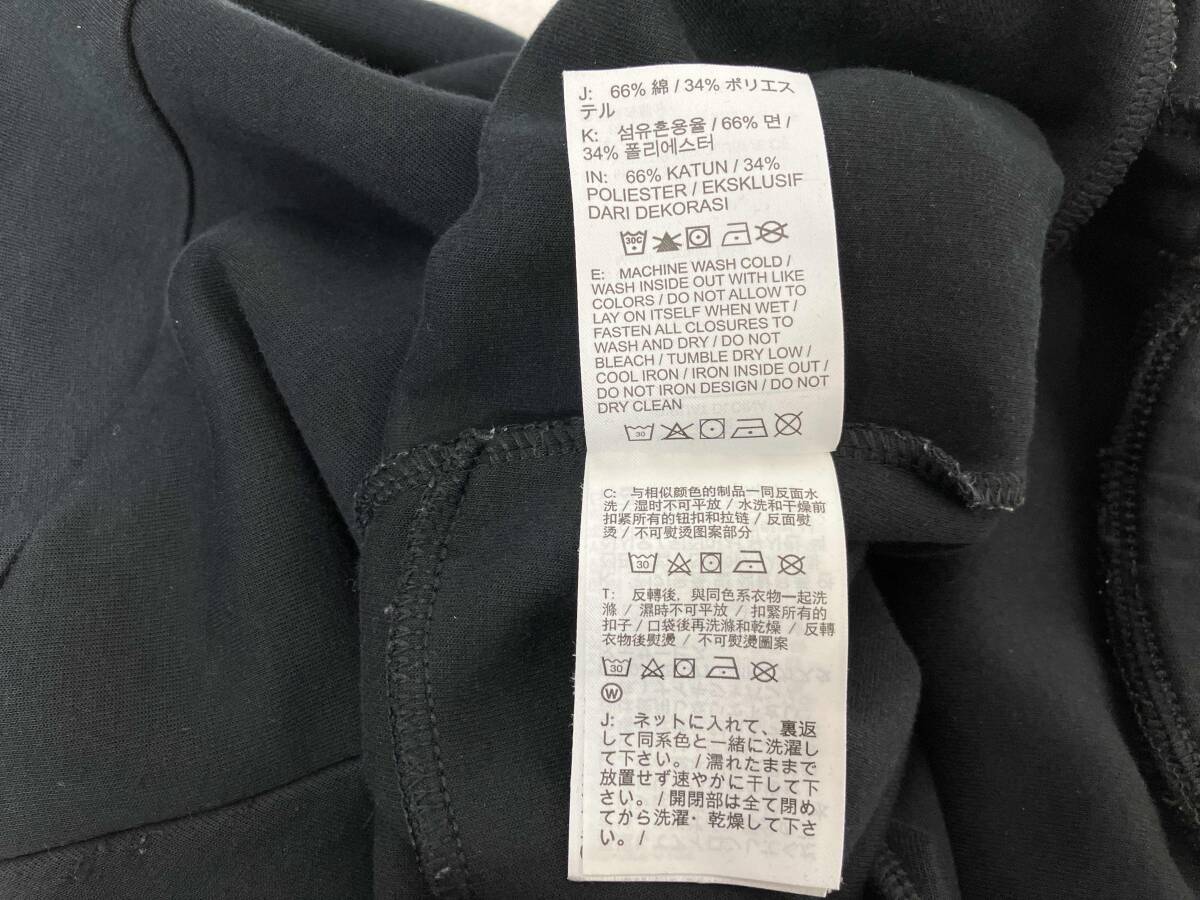 J: 66% 綿 / 34% ポリエス
テル
K: 섬유혼용율 / 66% 면 /
34% 폴리에스터
IN: 66% KATUN / 34%
POLIESTER / EKSKLUSIF
DARI DEKORASI
30C
E: MACHINE WASH COLD /
WASH INSIDE OUT WITH LIKE
COLORS / DO NOT ALLOW TO
LAY ON ITSELF WHEN WET /
FASTEN ALL CLOSURES TO
WASH AND DRY / DO NOT
BLEACH / TUMBLE DRY LOW /
COOL IRON / IRON INSIDE OUT /
DO NOT IRON DESIGN / DO NOT
DRY CLEAN
30
C: 与相似颜色的制品一同反面水
洗 / 湿时不可平放 / 水洗和干燥前
扣紧所有的钮扣和拉链 / 反面熨
烫 / 不可熨烫图案部分
30
T: 反轉後, 與同色系衣物一起洗
滌 / 濕時不可平放 / 扣緊所有的
扣子 / 口袋後再洗滌和乾燥 / 反轉
衣物後熨燙 / 不可熨燙圖案
30
W
J: ネットに入れて、裏返
して同系色と一緒に洗濯し
て下さい。/ 濡れたままで
放置せず速やかに干して下
さい。/ 開閉部は全て閉め
てから洗濯・乾燥して下さ
い。/